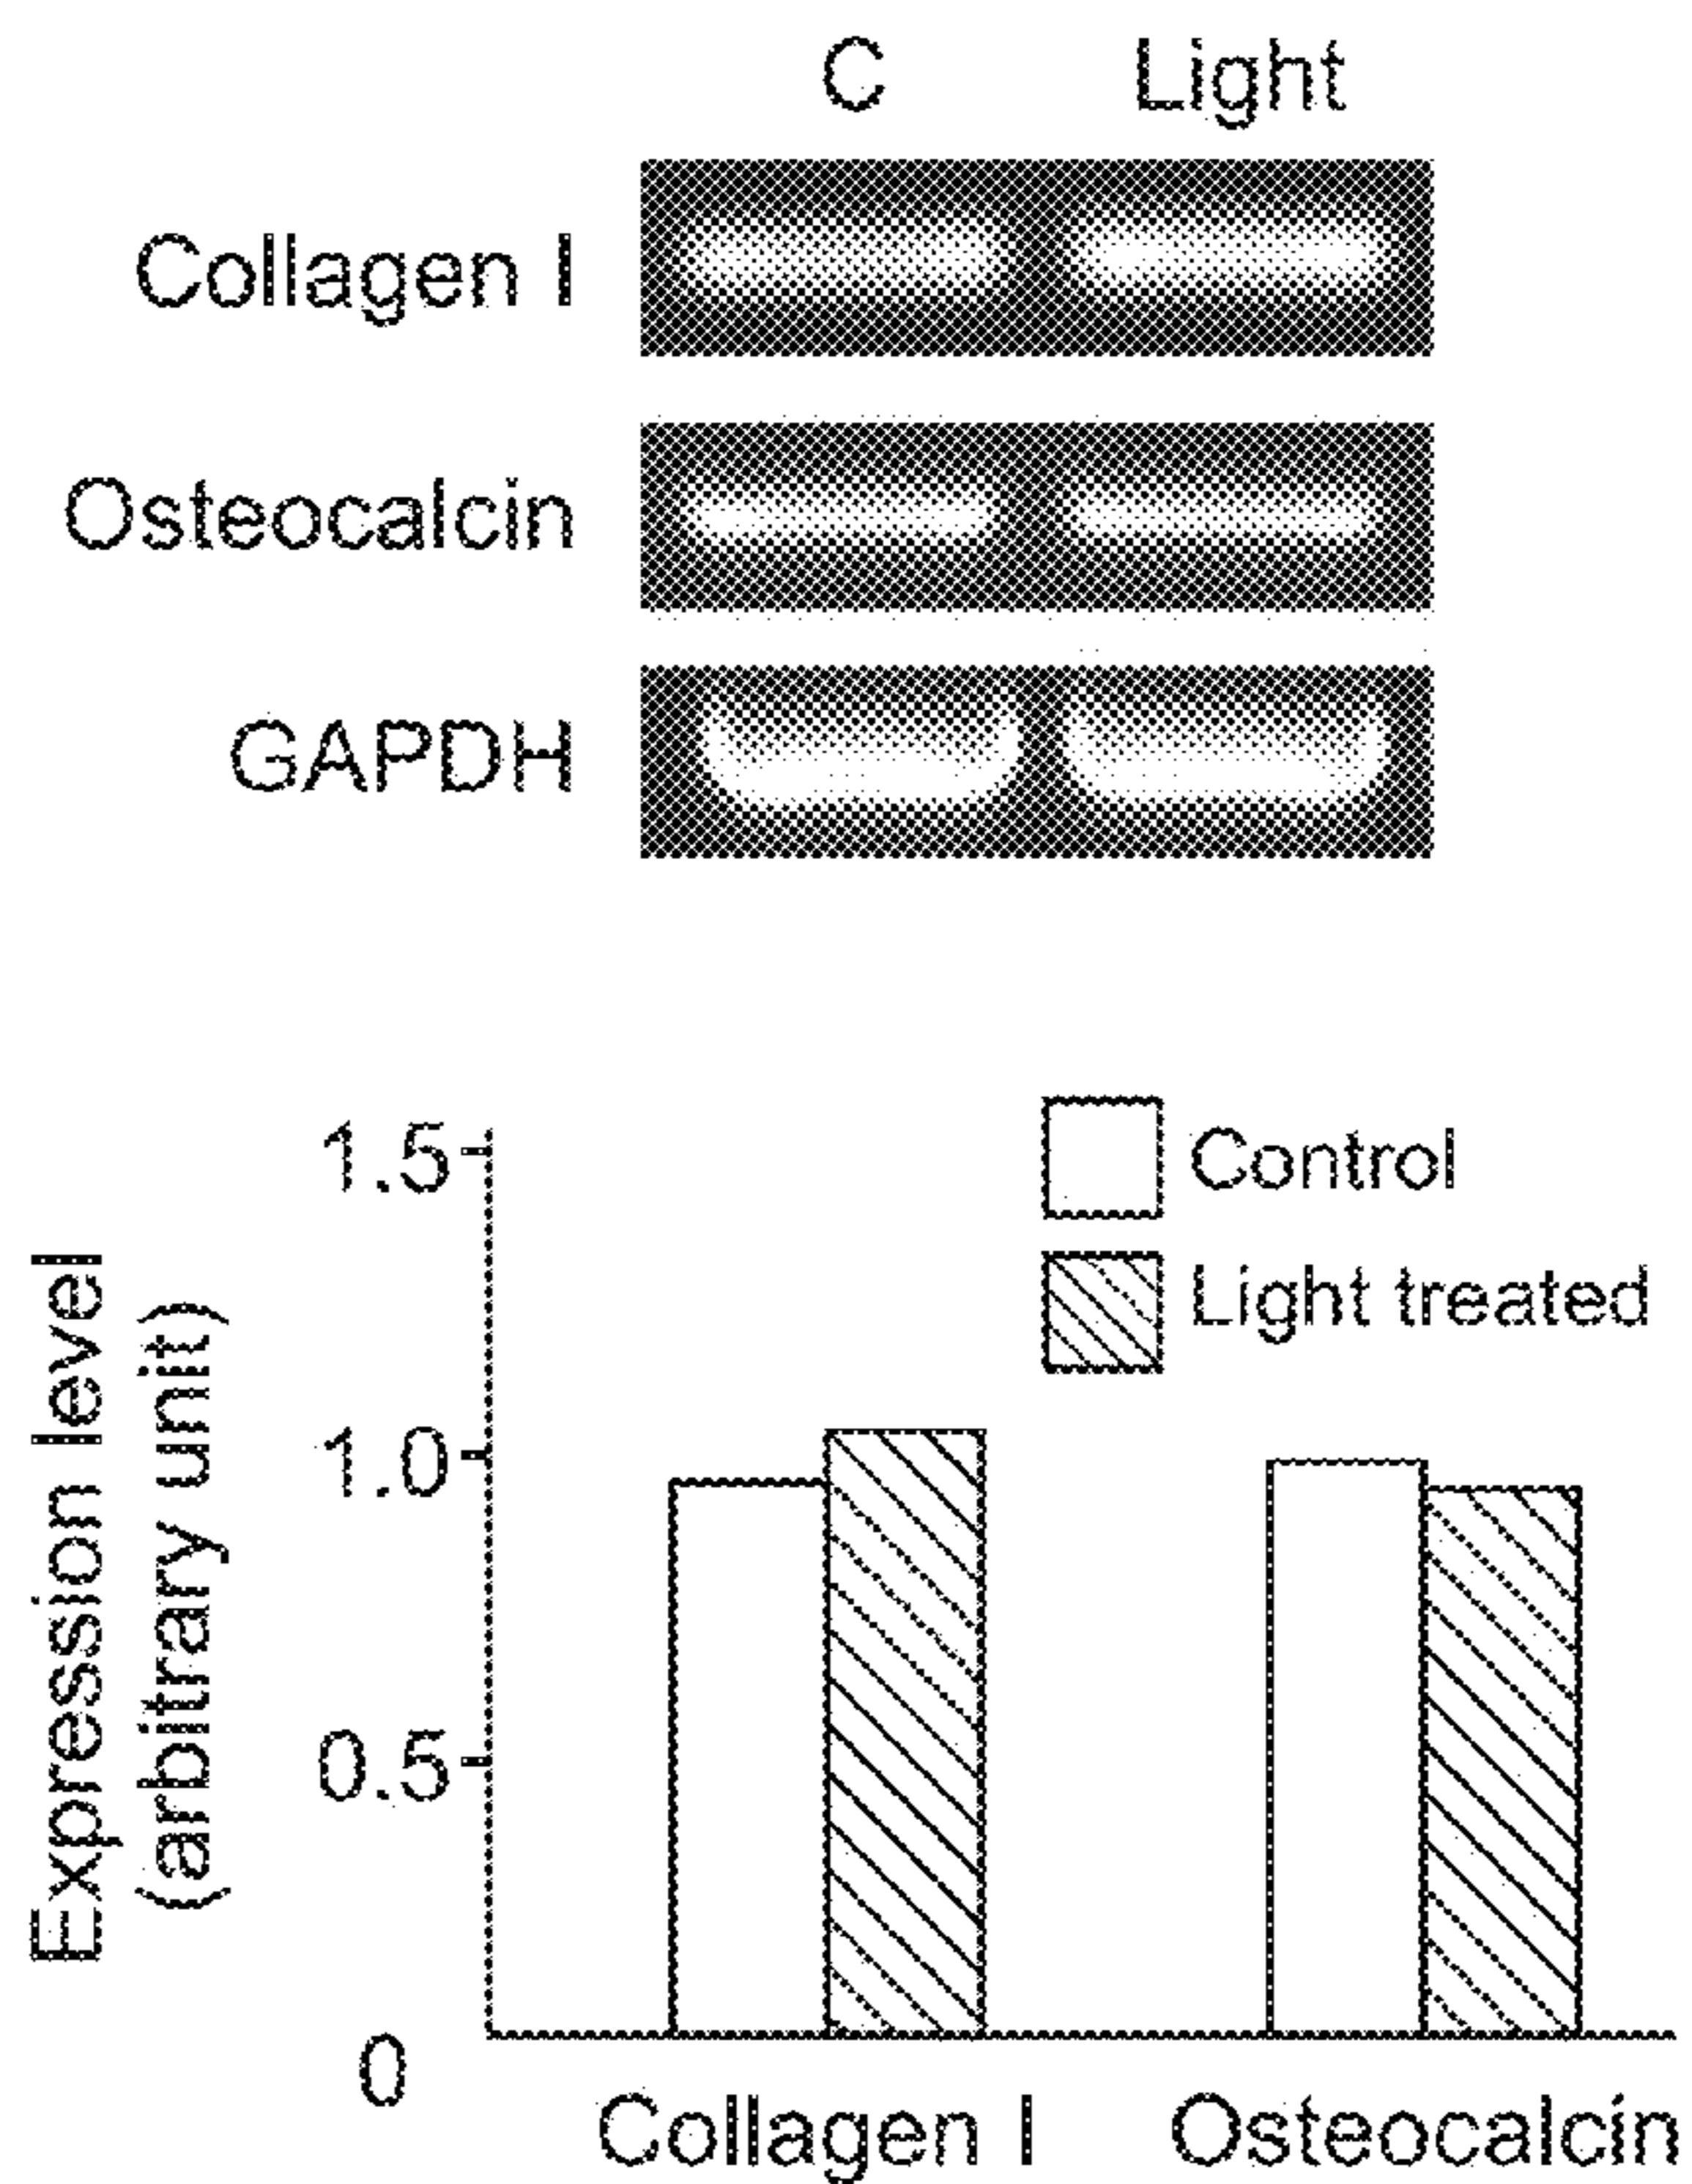 C Light
Collagen I
Osteocalcin
GAPDH
Control
Light treated
1.5
1.0
0.5
0
Expression level
(arbitrary unit)
Collagen I Osteocalcin